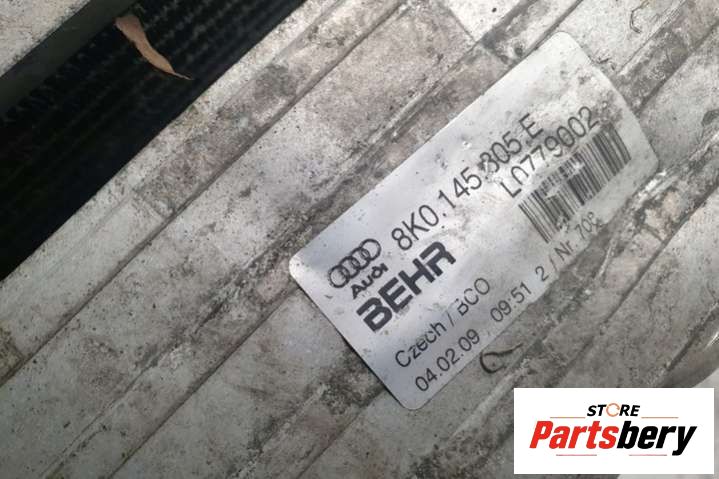 Audi
8K0.145.805.E
L0779002
BEHR
Czech / BCO
04.02.09 09:51 2 / Nr. 708
STORE
Partsbery